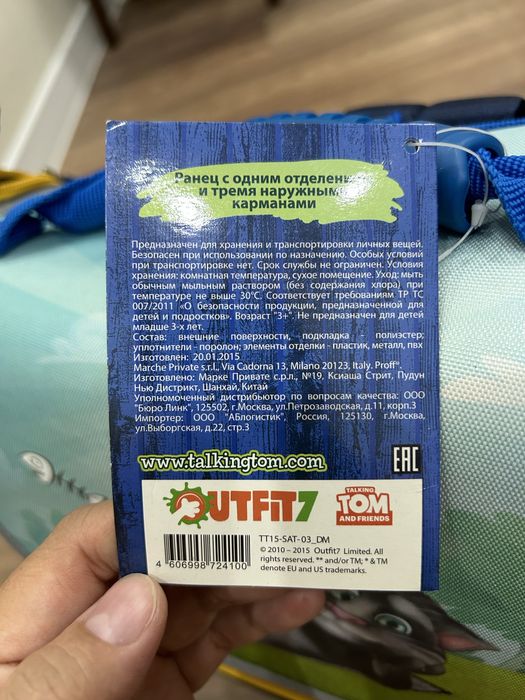 Ранец с одним отделением
и тремя наружными
карманами
Предназначен для хранения и транспортировки личных вещей.
Безопасен при использовании по назначению. Особых условий
при транспортировке нет. Срок службы не ограничен. Условия
хранения: комнатная температура, сухое помещение. Уход: мыть
обычным мыльным раствором (без содержания хлора) при
температуре не выше 30°С. Соответствует требованиям ТР ТС
007/2011 «О безопасности продукции, предназначенной для
детей и подростков». Возраст "3+". Не предназначен для детей
младше 3-х лет.
Состав: внешние поверхности, подкладка - полиэстер;
уплотнители - поролон; элементы отделки - пластик, металл, пвх
Изготовлен: 20.01.2015
Marche Private s.r.l., Via Cadorna 13, Milano 20123, Italy. Proff®.
Изготовлено: Марке Привате с.р.л., №19. Ксиаша Стрит, Пудун
Нью Дистрикт, Шанхай, Китай
Уполномоченный дистрибутор по вопросам качества: ООО
"Бюро Линк", 125502, г.Москва, ул.Петрозаводская, д.11, корп.3
Импортер: ООО "АБлогистик", Россия, 125130, г.Москва,
ул.Выборгская, д.22, стр.3
www.talkingtom.com
EAC
OUTFIT7
TALKING
TOM
AND FRIENDS
TT15-SAT-03_DM
© 2010 – 2015 Outfit7 Limited. All
rights reserved. ** and/or TM; * & TM
denote EU and US trademarks.
4 606998 724100